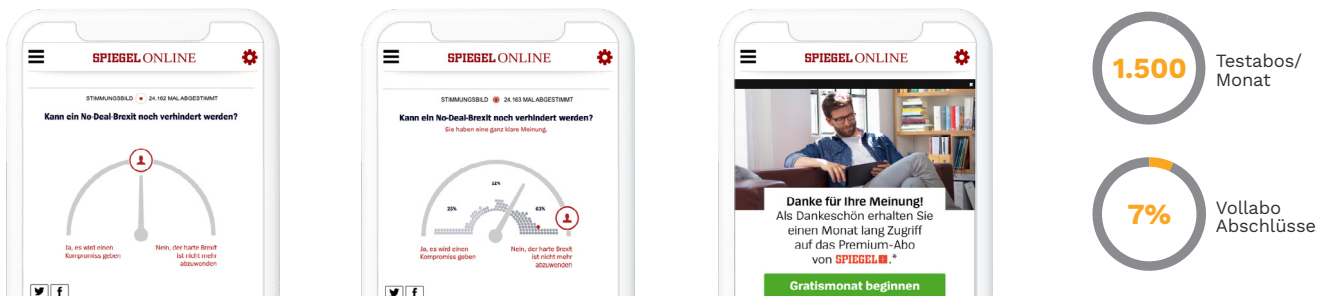 SPIEGEL ONLINE
STIMMUNGSBILD 24.162 MAL ABGESTIMMT
Kann ein No-Deal-Brexit noch verhindert werden?
Ja, es wird einen
Kompromiss geben
Nein, der harte Brexit
ist nicht mehr
abzuwenden
SPIEGEL ONLINE
STIMMUNGSBILD 24.163 MAL ABGESTIMMT
Kann ein No-Deal-Brexit noch verhindert werden?
Sie haben eine ganz klare Meinung.
25%
12%
63%
Ja, es wird einen
Kompromiss geben
Nein, der harte Brexit
ist nicht mehr
abzuwenden
SPIEGEL ONLINE
Danke für Ihre Meinung!
Als Dankeschön erhalten Sie
einen Monat lang Zugriff
auf das Premium-Abo
von SPIEGEL+.*
Gratismonat beginnen
1.500
Testabos/
Monat
7%
Vollabo
Abschlüsse